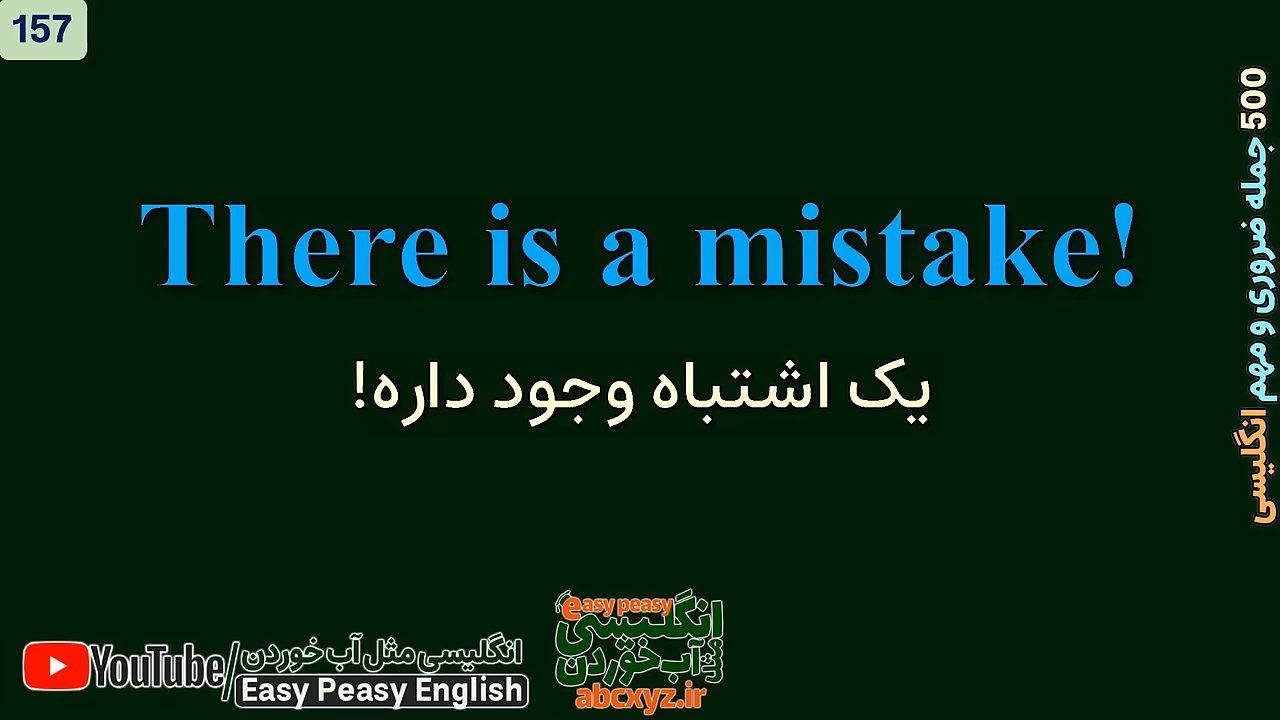 157
500 جمله ضروری و مهم انگلیسی
There is a mistake!
یک اشتباه وجود داره!
YouTube/انگلیسی مثل آب خوردن
Easy Peasy English
easy peasy
انگلیسی
مثل آب خوردن
abcxyz.ir